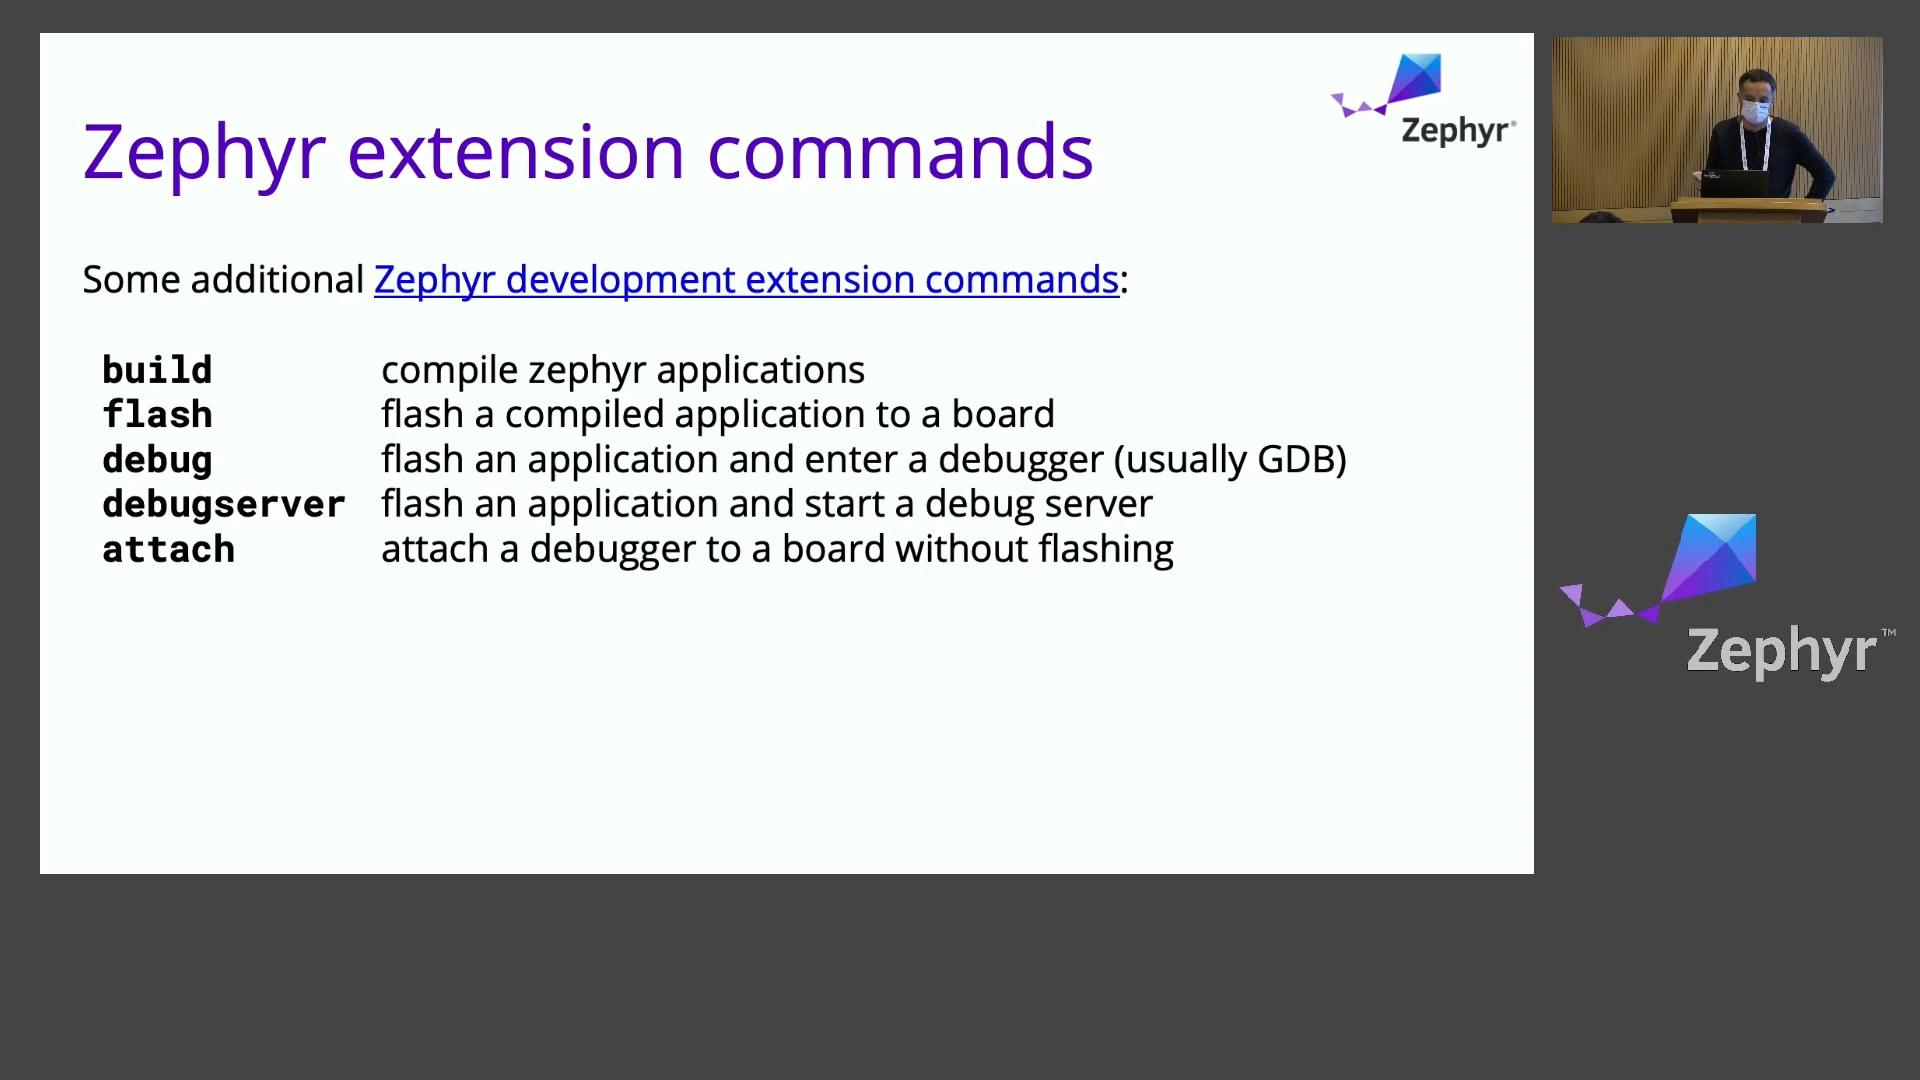 Zephyr®
Zephyr extension commands
Some additional Zephyr development extension commands:
build compile zephyr applications
flash flash a compiled application to a board
debug flash an application and enter a debugger (usually GDB)
debugserver flash an application and start a debug server
attach attach a debugger to a board without flashing
Zephyr™